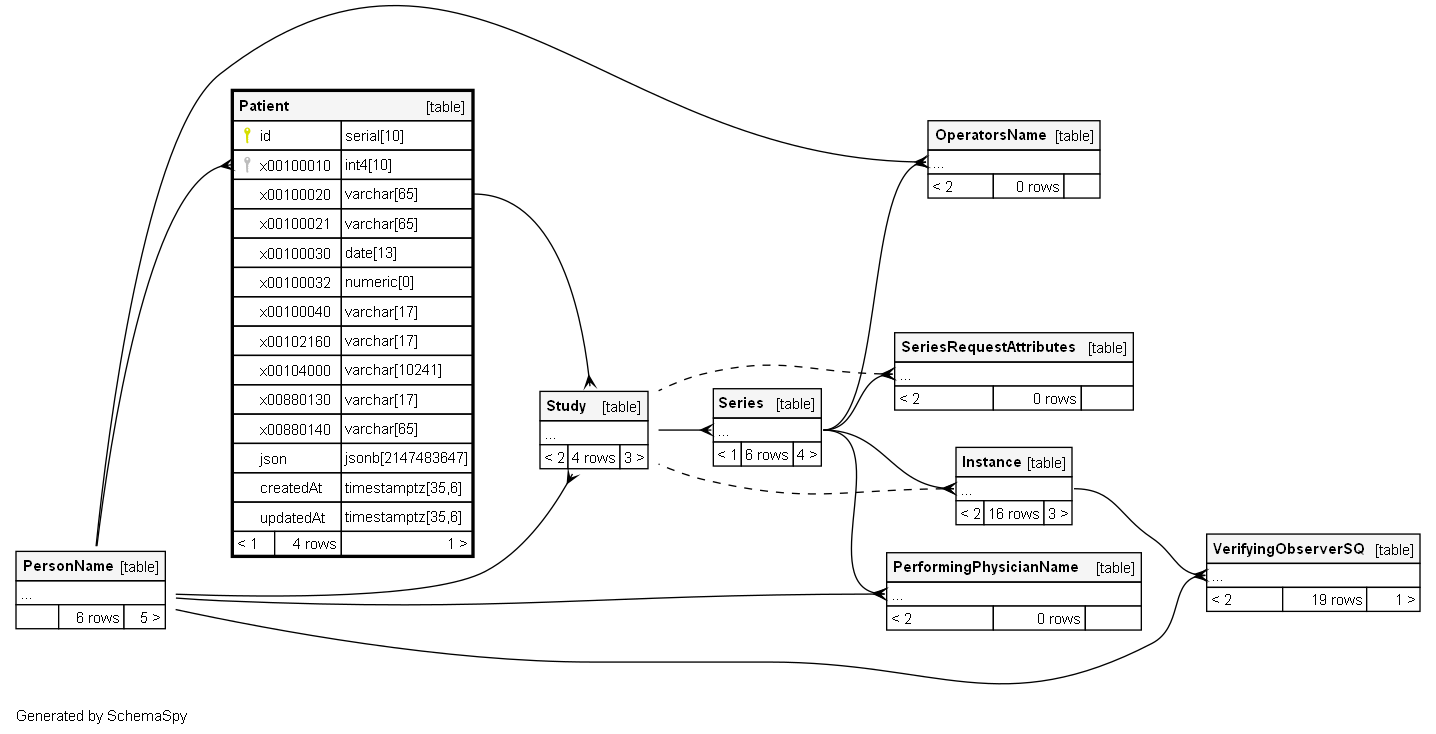 Patient [table]
id serial[10]
x00100010 int4[10]
x00100020 varchar[65]
x00100021 varchar[65]
x00100030 date[13]
x00100032 numeric[0]
x00100040 varchar[17]
x00102160 varchar[17]
x00104000 varchar[10241]
x00880130 varchar[17]
x00880140 varchar[65]
json jsonb[2147483647]
createdAt timestamptz[35,6]
updatedAt timestamptz[35,6]
< 1 4 rows 1 >
OperatorsName [table]
...
< 2 0 rows
SeriesRequestAttributes [table]
...
< 2 0 rows
Study [table]
...
< 2 4 rows 3 >
Series [table]
...
< 1 6 rows 4 >
Instance [table]
...
< 2 16 rows 3 >
PersonName [table]
...
6 rows 5 >
PerformingPhysicianName [table]
...
< 2 0 rows
VerifyingObserverSQ [table]
...
< 2 19 rows 1 >
Generated by SchemaSpy